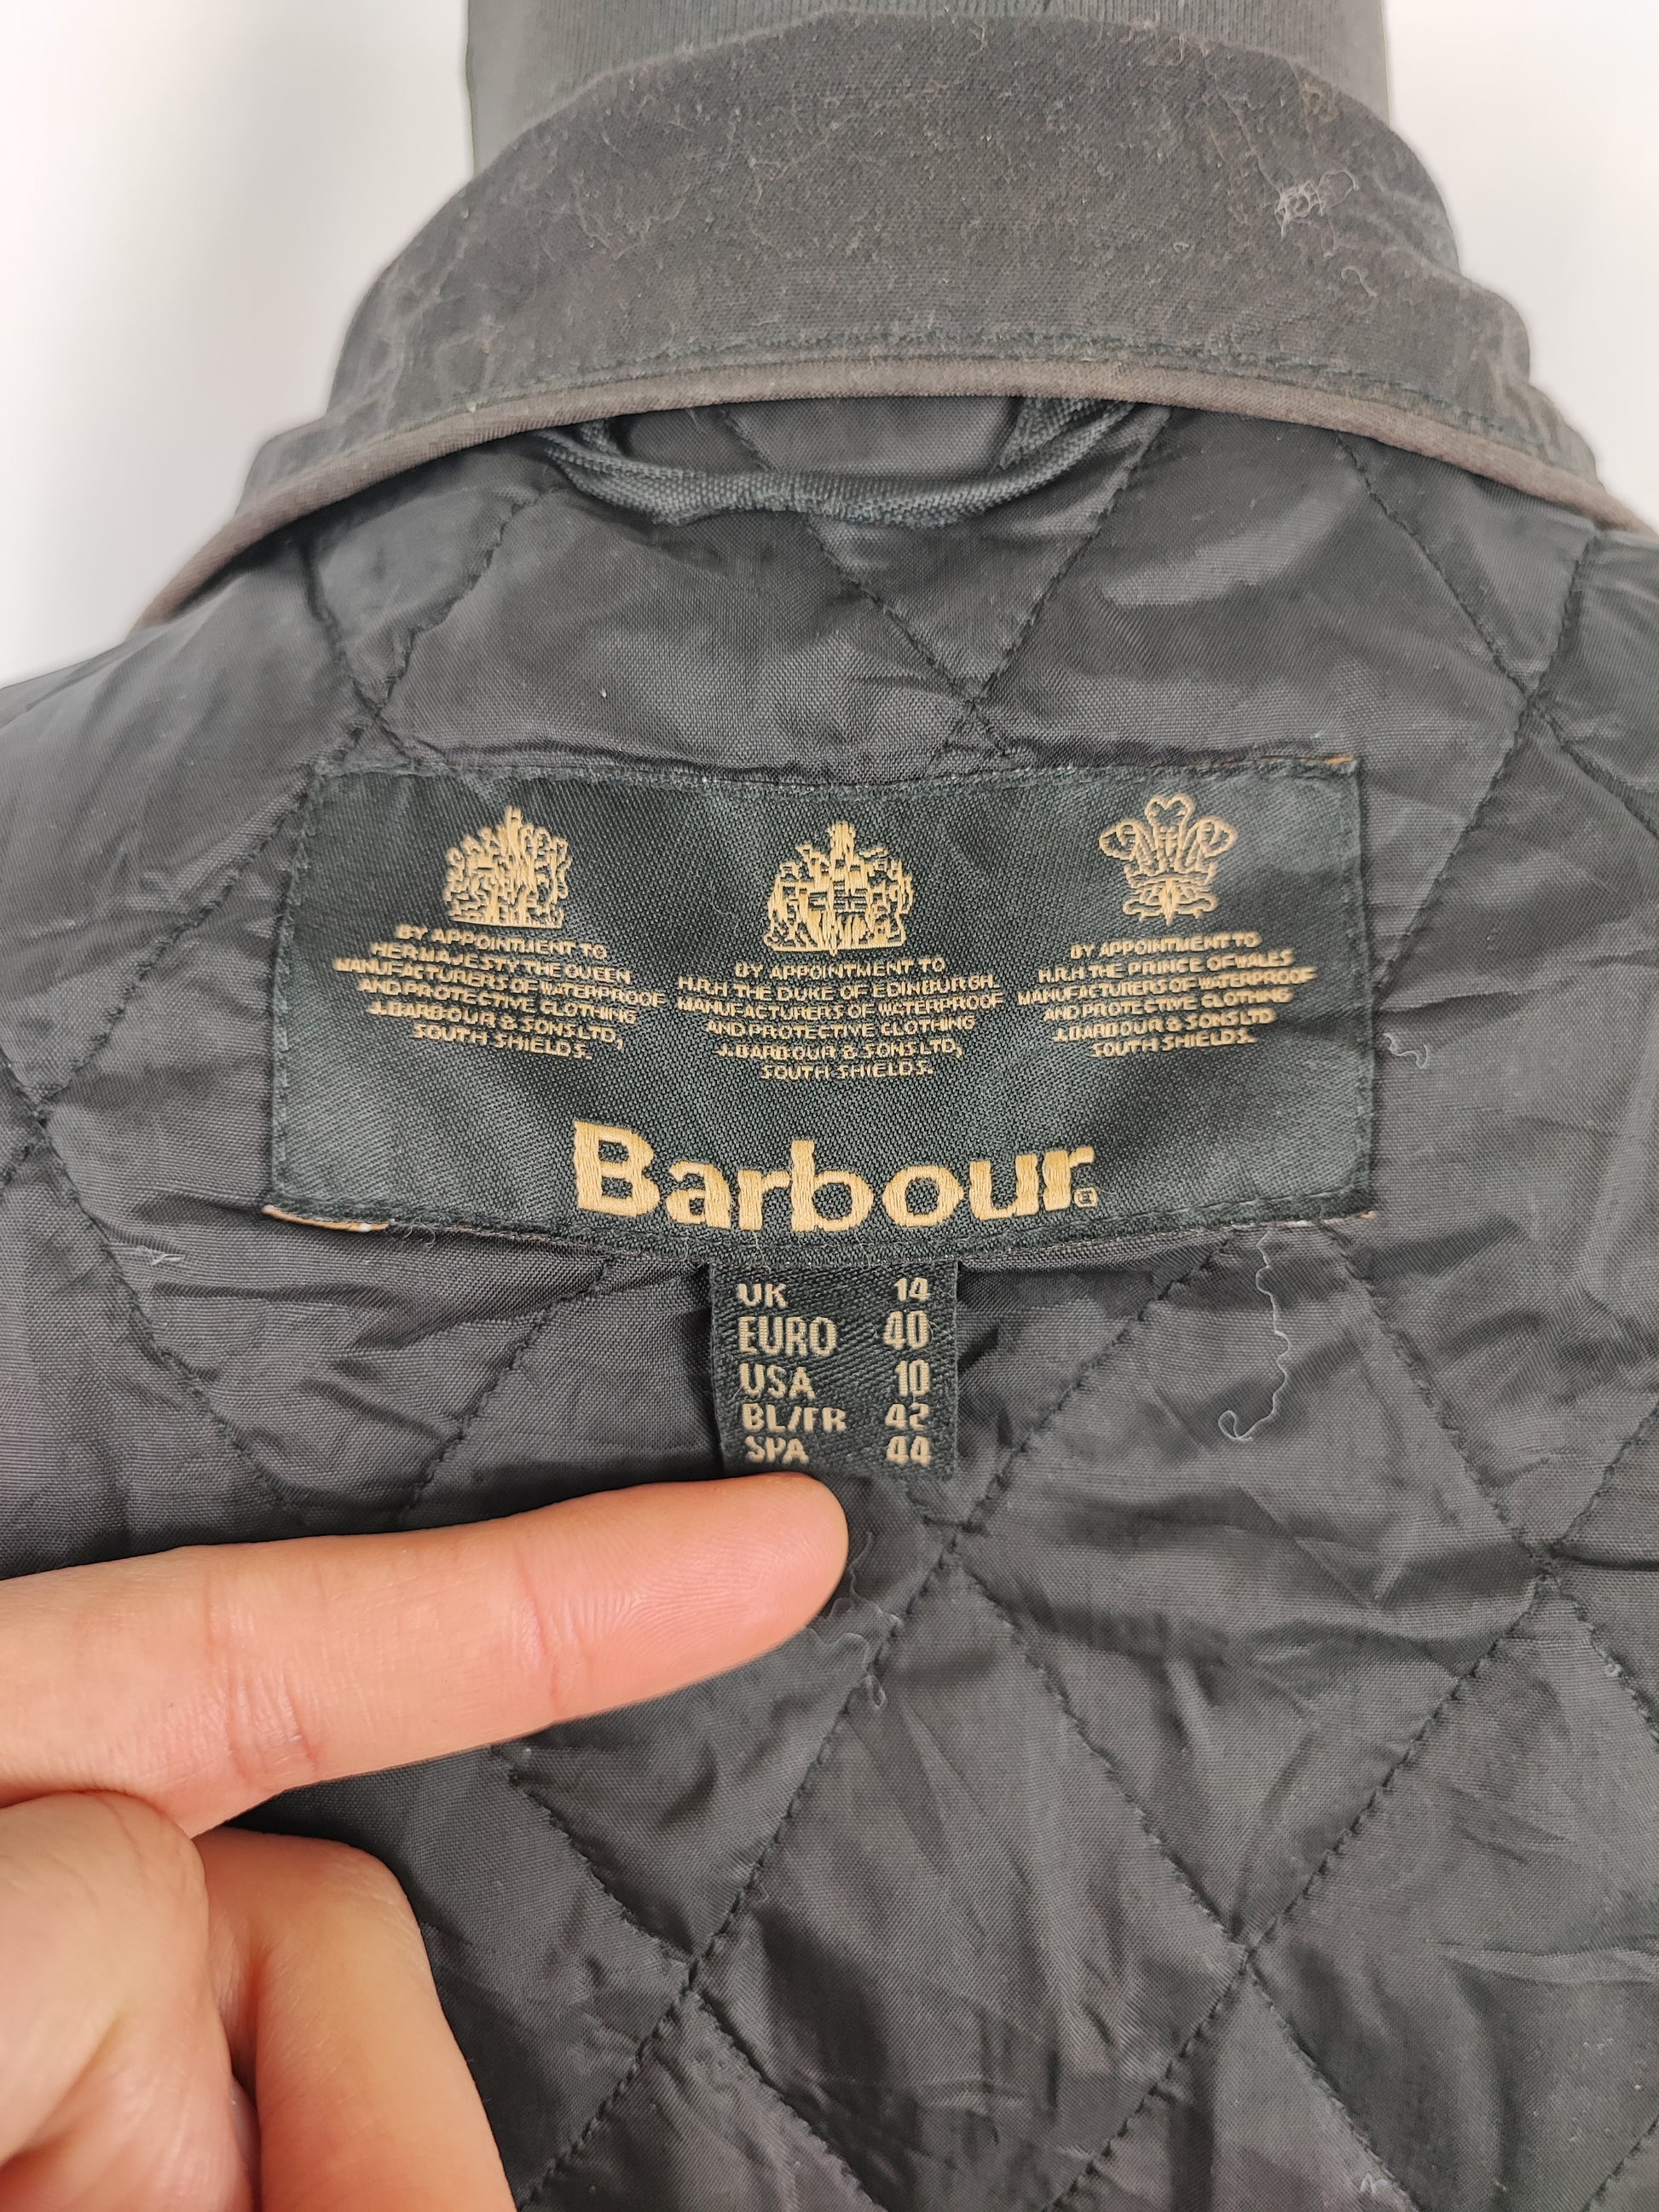 BY APPOINTMENT TO
HER MAJESTY THE QUEEN
MANUFACTURERS OF WATERPROOF
AND PROTECTIVE CLOTHING
J.BARBOUR & SONS LTD,
SOUTH SHIELDS.
BY APPOINTMENT TO
H.R.H THE DUKE OF EDINBURGH.
MANUFACTURERS OF WATERPROOF
AND PROTECTIVE CLOTHING
J.BARBOUR & SONS LTD,
SOUTH SHIELDS.
BY APPOINTMENT TO
H.R.H THE PRINCE OF WALES
MANUFACTURERS OF WATERPROOF
AND PROTECTIVE CLOTHING
J.BARBOUR & SONS LTD
SOUTH SHIELDS.
Barbour®
UK 14
EURO 40
USA 10
BL/FR 42
SPA 44